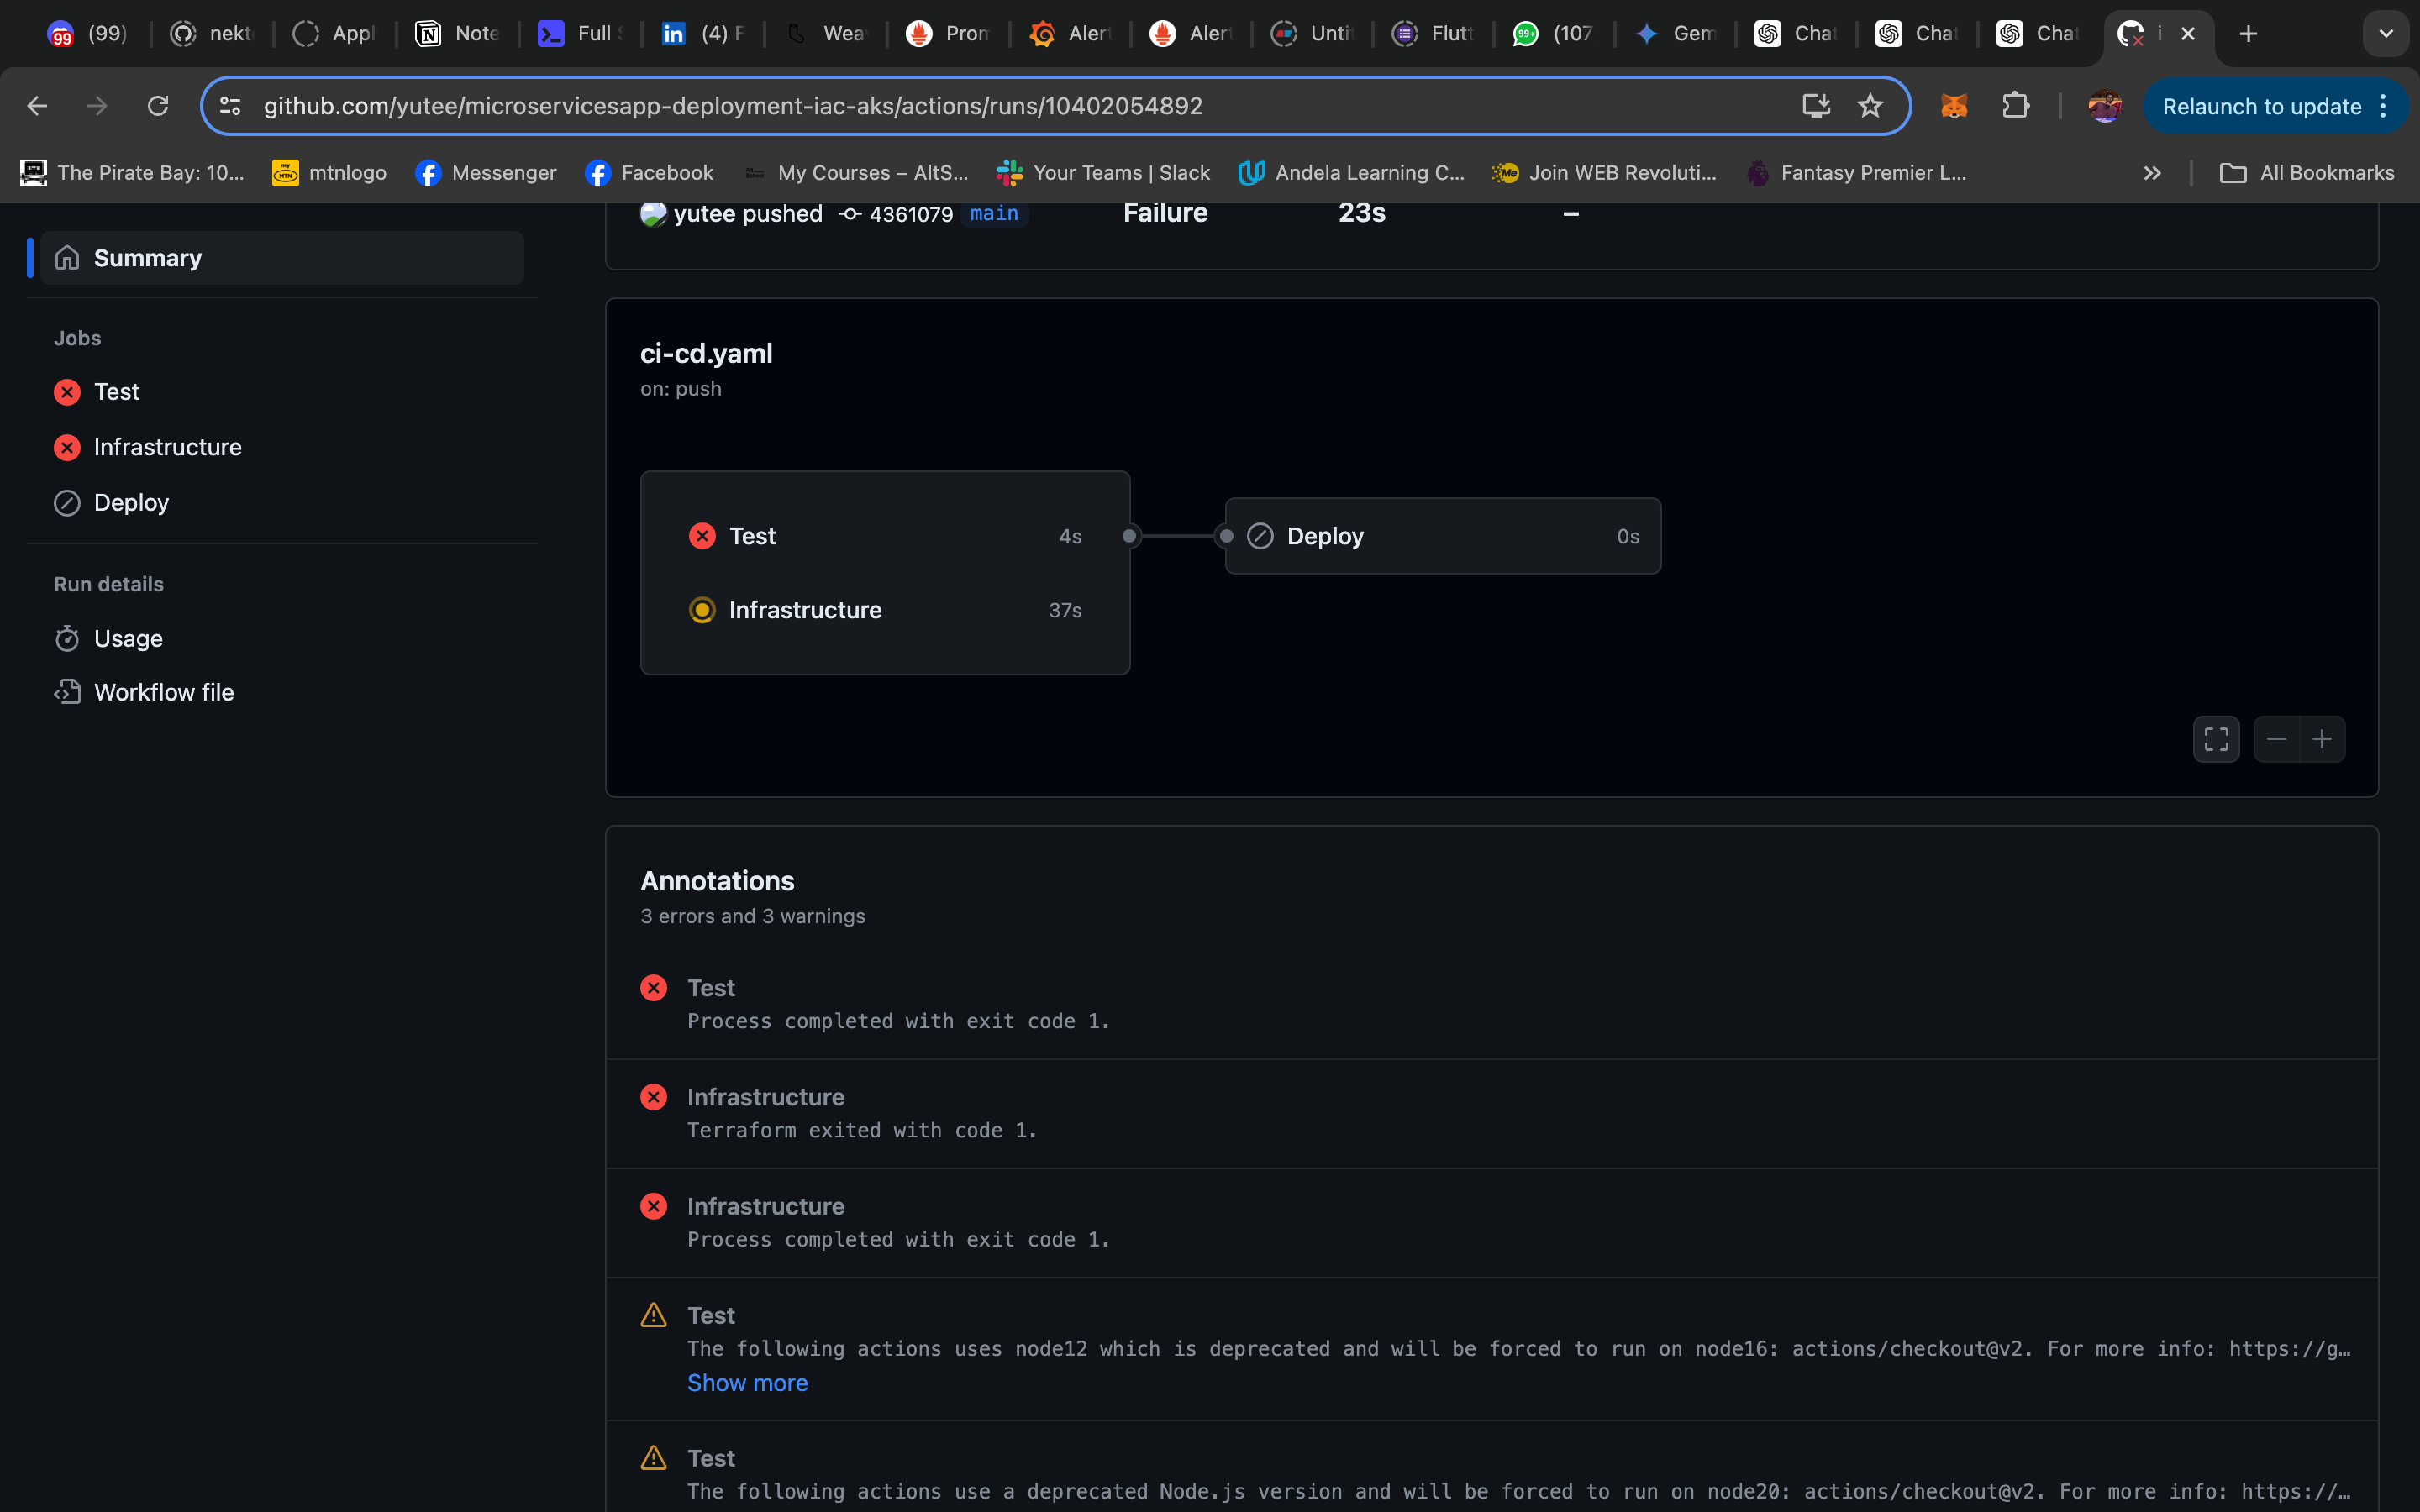 (99)
nekt
Appl
Note
Full S
(4) F
Wea
Pron
Aler
Aler
Unti
Flutt
99+
(107
Gem
Chat
Chat
Chat
i
github.com/yutee/microservicesapp-deployment-iac-aks/actions/runs/10402054892
Relaunch to update
The Pirate Bay: 10...
mtnlogo
Messenger
Facebook
My Courses – AltS...
Your Teams | Slack
Andela Learning C...
Join WEB Revoluti...
Fantasy Premier L...
All Bookmarks
yutee pushed 4361079 main
Failure
23s
–
Summary
Jobs
Test
Infrastructure
Deploy
Run details
Usage
Workflow file
ci-cd.yaml
on: push
Test 4s
Infrastructure 37s
Deploy 0s
Annotations
3 errors and 3 warnings
Test
Process completed with exit code 1.
Infrastructure
Terraform exited with code 1.
Infrastructure
Process completed with exit code 1.
Test
The following actions uses node12 which is deprecated and will be forced to run on node16: actions/checkout@v2. For more info: https://g…
Show more
Test
The following actions use a deprecated Node.js version and will be forced to run on node20: actions/checkout@v2. For more info: https://…